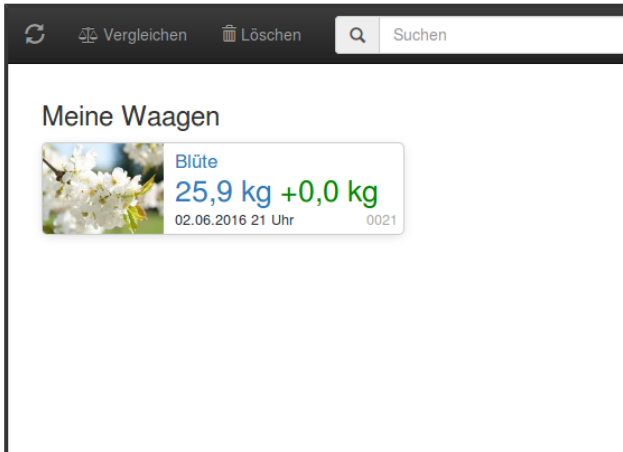 Vergleichen Löschen Suchen
Meine Waagen
Blüte
25,9 kg +0,0 kg
02.06.2016 21 Uhr 0021